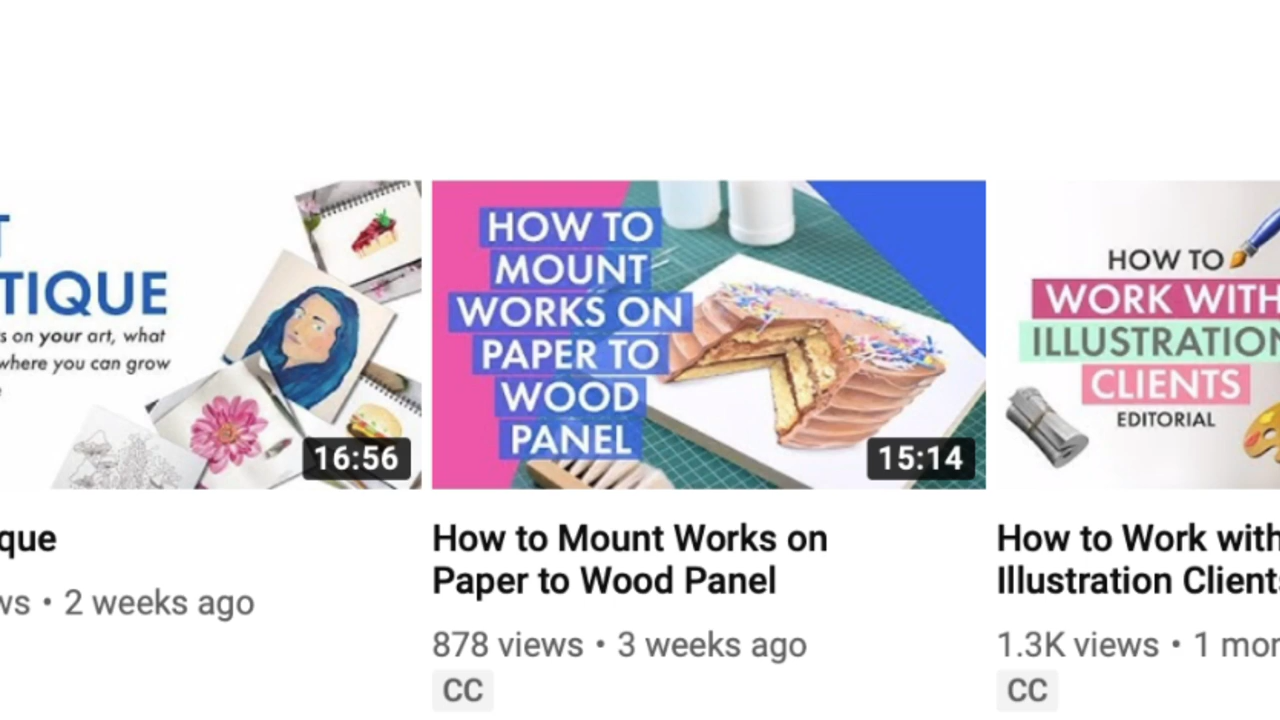 T
TIQUE
s on your art, what
where you can grow
16:56
que
ws • 2 weeks ago
HOW TO
MOUNT
WORKS ON
PAPER TO
WOOD
PANEL
15:14
How to Mount Works on
Paper to Wood Panel
878 views • 3 weeks ago
CC
HOW TO
WORK WITH
ILLUSTRATION
CLIENTS
EDITORIAL
How to Work with
Illustration Clients
1.3K views • 1 mon
CC